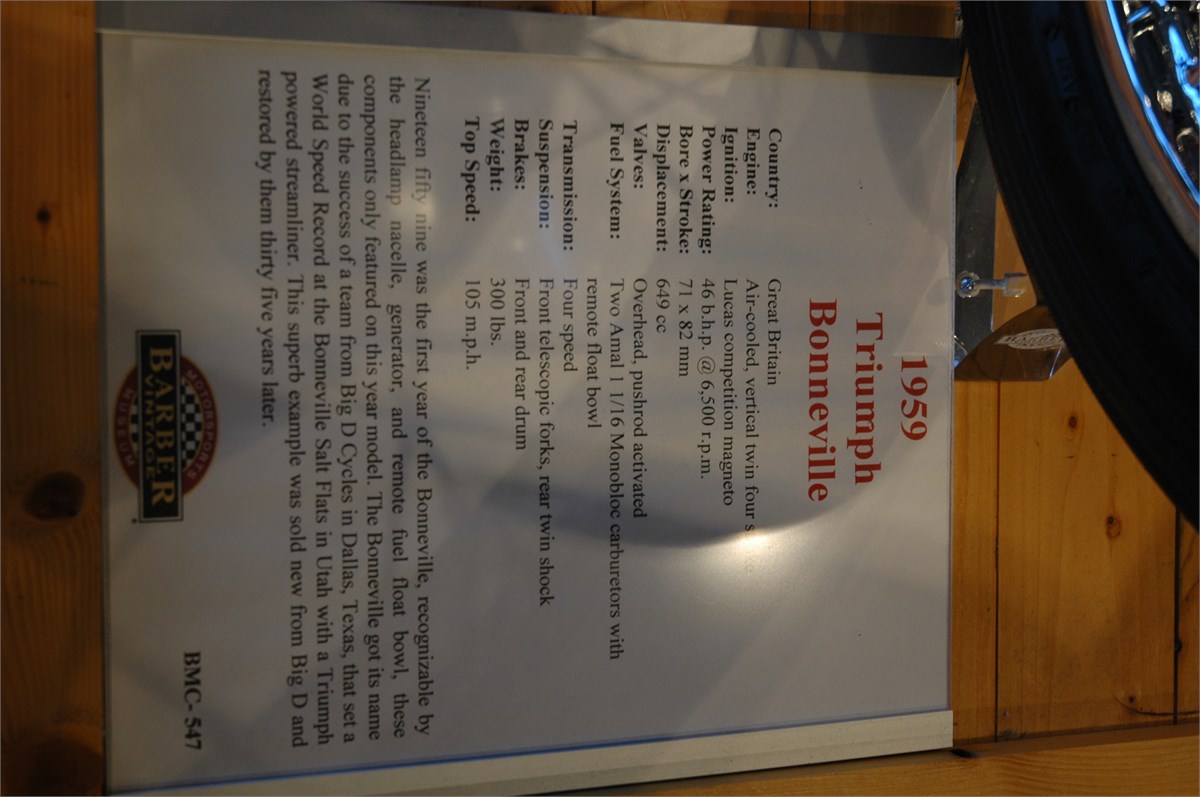 1959
Triumph
Bonneville
Country: Great Britain
Engine: Air-cooled, vertical twin four
Ignition: Lucas competition magneto
Power Rating: 46 b.h.p. @ 6,500 r.p.m.
Bore x Stroke: 71 x 82 mm
Displacement: 649 cc
Valves: Overhead, pushrod activated
Fuel System: Two Amal 1 1/16 Monobloc carburetors with
remote float bowl
Transmission: Four speed
Suspension: Front telescopic forks, rear twin shock
Brakes: Front and rear drum
Weight: 300 lbs.
Top Speed: 105 m.p.h.
Nineteen fifty nine was the first year of the Bonneville, recognizable by
the headlamp nacelle, generator, and remote fuel float bowl, these
components only featured on this year model. The Bonneville got its name
due to the success of a team from Big D Cycles in Dallas, Texas, that set a
World Speed Record at the Bonneville Salt Flats in Utah with a Triumph
powered streamliner. This superb example was sold new from Big D and
restored by them thirty five years later.
MOTORSPORTS
BARBER
VINTAGE
MUSEUM
BMC- 547